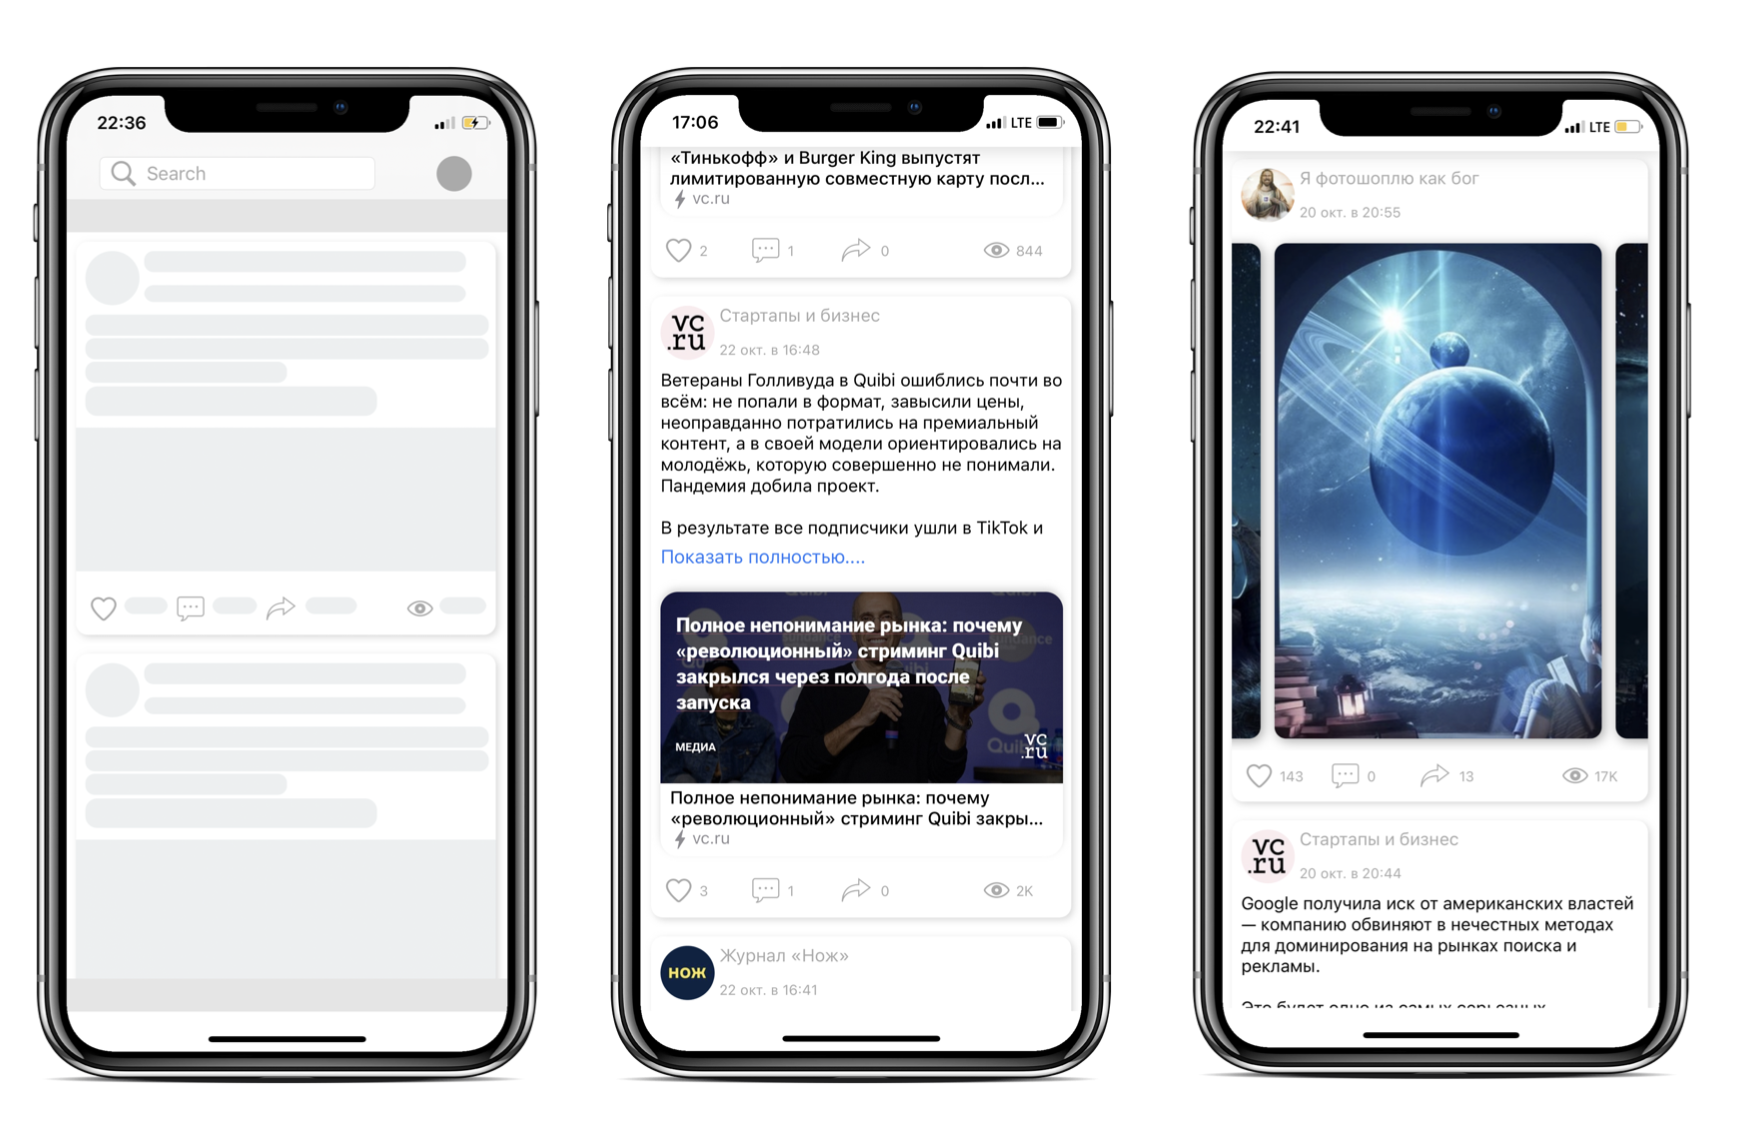 22:36
Search
17:06
LTE
«Тинькофф» и Burger King выпустят
лимитированную совместную карту посл...
vc.ru
2
1
0
844
vc
.ru
Стартапы и бизнес
22 окт. в 16:48
Ветераны Голливуда в Quibi ошиблись почти во
всём: не попали в формат, завысили цены,
неоправданно потратились на премиальный
контент, а в своей модели ориентировались на
молодёжь, которую совершенно не понимали.
Пандемия добила проект.
В результате все подписчики ушли в TikTok и
Показать полностью....
Полное непонимание рынка: почему
«революционный» стриминг Quibi
закрылся через полгода после
запуска
МЕДИА
vc
.ru
Полное непонимание рынка: почему
«революционный» стриминг Quibi закры...
vc.ru
3
1
0
2K
НОЖ
Журнал «Нож»
22 окт. в 16:41
22:41
LTE
Я фотошоплю как бог
20 окт. в 20:55
143
0
13
17K
vc
.ru
Стартапы и бизнес
20 окт. в 20:44
Google получила иск от американских властей
— компанию обвиняют в нечестных методах
для доминирования на рынках поиска и
рекламы.
Это будет одно из самых серьезных